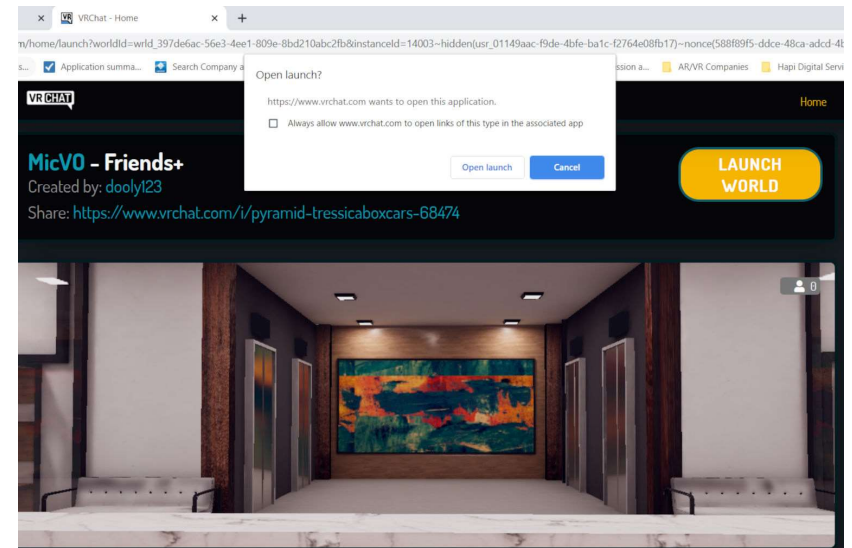 VRChat - Home
m/home/launch?worldId=wrld_397de6ac-56e3-4ee1-809e-8bd210abc2fb&instanceId=14003~hidden(usr_01149aac-f9de-4bfe-ba1c-f2764e08fb17)~nonce(588f89f5-ddce-48ca-adcd-4b
s... Application summa... Search Company a ssion a... AR/VR Companies Hapi Digital Servi
Open launch?
https://www.vrchat.com wants to open this application.
Always allow www.vrchat.com to open links of this type in the associated app
Open launch Cancel
VRCHAT Home
MicVO - Friends+
Created by: dooly123
Share: https://www.vrchat.com/i/pyramid-tressicaboxcars-68474
LAUNCH
WORLD
0